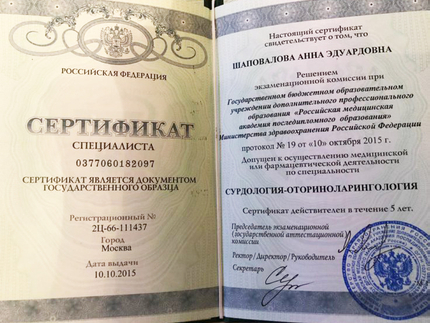 РОССИЙСКАЯ ФЕДЕРАЦИЯ
СЕРТИФИКАТ
СПЕЦИАЛИСТА
0377060182097
СЕРТИФИКАТ ЯВЛЯЕТСЯ ДОКУМЕНТОМ
ГОСУДАРСТВЕННОГО ОБРАЗЦА
Регистрационный №
2Ц-66-111437
Город
Москва
Дата выдачи
10.10.2015
Настоящий сертификат
свидетельствует о том, что
ШАПОВАЛОВА АННА ЭДУАРДОВНА
Решением
экзаменационной комиссии при
Государственном бюджетном образовательном
учреждении дополнительного профессионального
образования «Российская медицинская
академия последипломного образования»
Министерства здравоохранения Российской Федерации
протокол № 19 от «10» октября 2015 г.
Допущен к осуществлению медицинской
или фармацевтической деятельности
по специальности
СУРДОЛОГИЯ-ОТОРИНОЛАРИНГОЛОГИЯ
Сертификат действителен в течение 5 лет.
Председатель экзаменационной
(Государственной аттестационной)
комиссии
Ректор/Директор/Руководитель
Секретарь